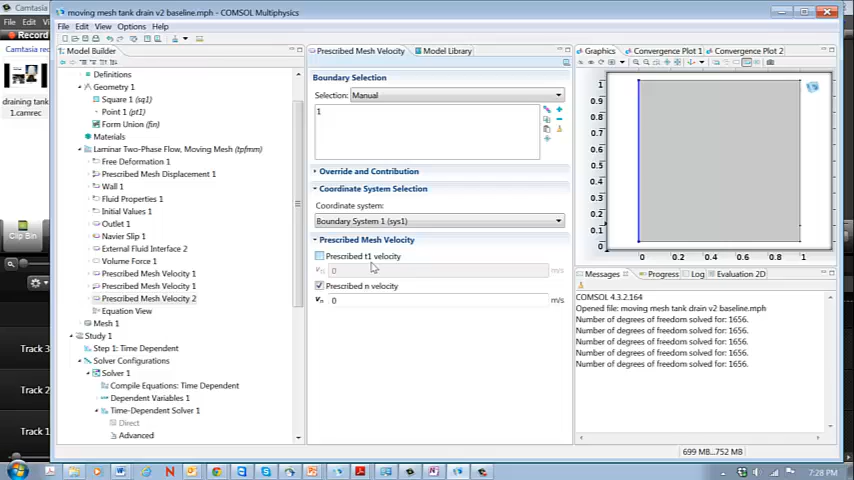 Camtasia
moving mesh tank drain v2 baseline.mph - COMSOL Multiphysics
File
File Edit View Options Help
Record
Camtasia rec
draining tank
1.camrec
Clip Bin
Track 3
Track 2
Track 1
Model Builder
Definitions
Geometry 1
Square 1 (sq1)
Point 1 (pt1)
Form Union (fin)
Materials
Laminar Two-Phase Flow, Moving Mesh (tpfmm)
Free Deformation 1
Prescribed Mesh Displacement 1
Wall 1
Fluid Properties 1
Initial Values 1
Outlet 1
Navier Slip 1
External Fluid Interface 2
Volume Force 1
Prescribed Mesh Velocity 1
Prescribed Mesh Velocity 1
Prescribed Mesh Velocity 2
Equation View
Mesh 1
Study 1
Step 1: Time Dependent
Solver Configurations
Solver 1
Compile Equations: Time Dependent
Dependent Variables 1
Time-Dependent Solver 1
Direct
Advanced
Prescribed Mesh Velocity
Model Library
Boundary Selection
Selection: Manual
1
Override and Contribution
Coordinate System Selection
Coordinate system:
Boundary System 1 (sys1)
Prescribed Mesh Velocity
Prescribed t1 velocity
0 m/s
Prescribed n velocity
vn 0 m/s
Graphics
Convergence Plot 1
Convergence Plot 2
1
0.9
0.8
0.7
0.6
0.5
0.4
0.3
0.2
0.1
0
0.2 0.4 0.6 0.8 1
Messages
Progress
Log
Evaluation 2D
COMSOL 4.3.2.164
Opened file: moving mesh tank drain v2 baseline.mph
Number of degrees of freedom solved for: 1656.
Number of degrees of freedom solved for: 1656.
Number of degrees of freedom solved for: 1656.
Number of degrees of freedom solved for: 1656.
Number of degrees of freedom solved for: 1656.
699 MB...752 MB
7:28 PM